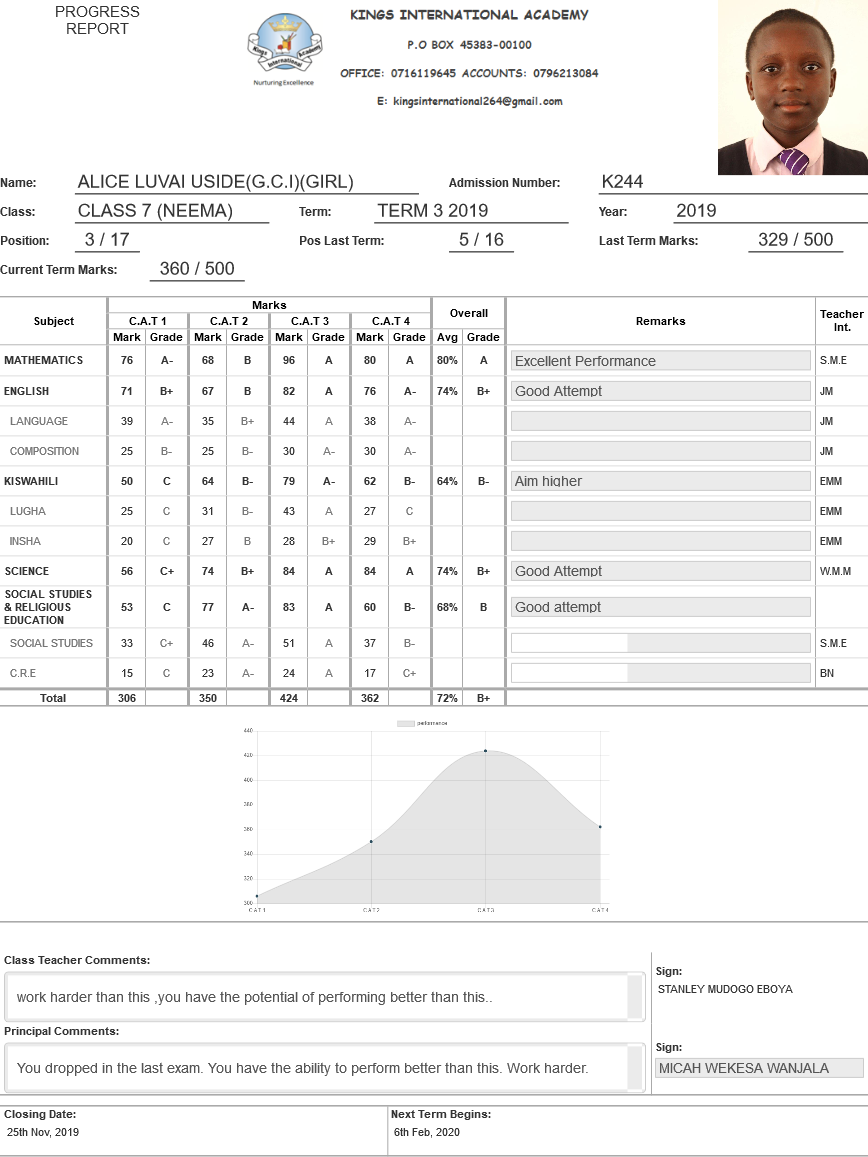 PROGRESS
REPORT
KINGS INTERNATIONAL ACADEMY
P.O BOX 45383-00100
OFFICE: 0716119645 ACCOUNTS: 0796213084
E: kingsinternational264@gmail.com
Kings International Academy
Nurturing Excellence
Name: ALICE LUVAI USIDE(G.C.I)(GIRL) Admission Number: K244
Class: CLASS 7 (NEEMA) Term: TERM 3 2019 Year: 2019
Position: 3 / 17 Pos Last Term: 5 / 16 Last Term Marks: 329 / 500
Current Term Marks: 360 / 500
Subject Marks Overall Remarks Teacher Int.
C.A.T 1 C.A.T 2 C.A.T 3 C.A.T 4
Mark Grade Mark Grade Mark Grade Mark Grade Avg Grade
MATHEMATICS 76 A- 68 B 96 A 80 A 80% A Excellent Performance S.M.E
ENGLISH 71 B+ 67 B 82 A 76 A- 74% B+ Good Attempt JM
LANGUAGE 39 A- 35 B+ 44 A 38 A- JM
COMPOSITION 25 B- 25 B- 30 A- 30 A- JM
KISWAHILI 50 C 64 B- 79 A- 62 B- 64% B- Aim higher EMM
LUGHA 25 C 31 B- 43 A 27 C EMM
INSHA 20 C 27 B 28 B+ 29 B+ EMM
SCIENCE 56 C+ 74 B+ 84 A 84 A 74% B+ Good Attempt W.M.M
SOCIAL STUDIES
& RELIGIOUS 53 C 77 A- 83 A 60 B- 68% B Good attempt
EDUCATION
SOCIAL STUDIES 33 C+ 46 A- 51 A 37 B- S.M.E
C.R.E 15 C 23 A- 24 A 17 C+ BN
Total 306 350 424 362 72% B+
performance
440
420
400
380
360
340
320
300
CAT1 CAT2 CAT3 CAT4
Class Teacher Comments:
work harder than this ,you have the potential of performing better than this..
Sign:
STANLEY MUDOGO EBOYA
Principal Comments:
You dropped in the last exam. You have the ability to perform better than this. Work harder.
Sign:
MICAH WEKESA WANJALA
Closing Date: Next Term Begins:
25th Nov, 2019 6th Feb, 2020